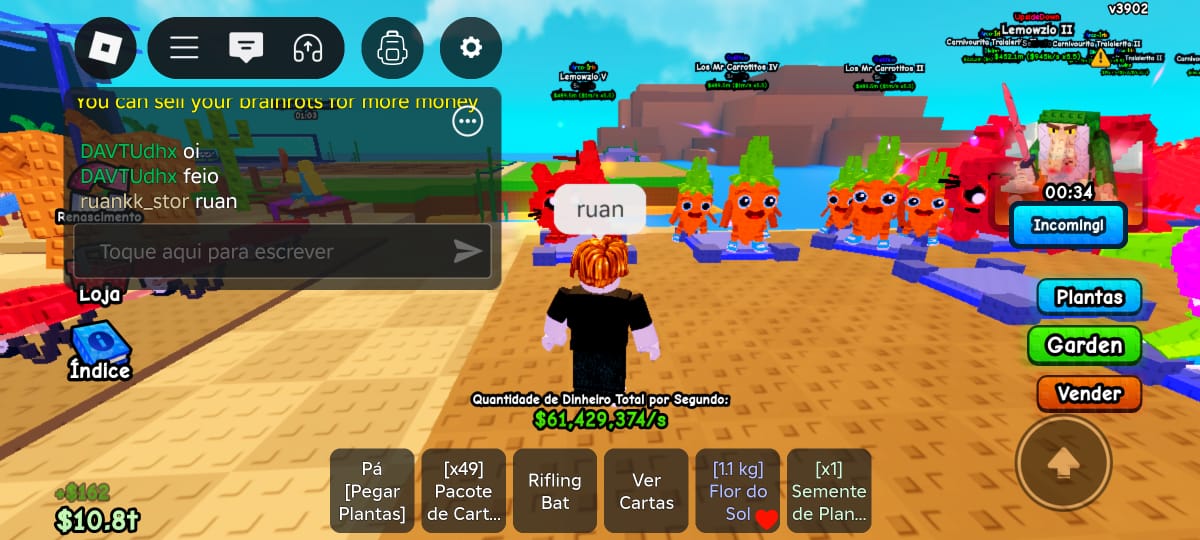 v3902
UpsideDown
Lemowzlo II
Lemowzlo V
Los Mr Carrotitos IV
Los Mr Carrotitos II
You can sell your brainrots for more money
01:03
DAVTUdhx oi
DAVTUdhx feio
ruankk_stor ruan
ruan
Renascimento
Toque aqui para escrever
00:34
Incoming!
Loja
Plantas
Índice
Garden
Vender
Quantidade de Dinheiro Total por Segundo:
$61,429,374/s
Pá
[Pegar
Plantas]
[x49]
Pacote
de Cart...
Rifling
Bat
Ver
Cartas
[1.1 kg]
Flor do
Sol
[x1]
Semente
de Plan...
+$162
$10.8t